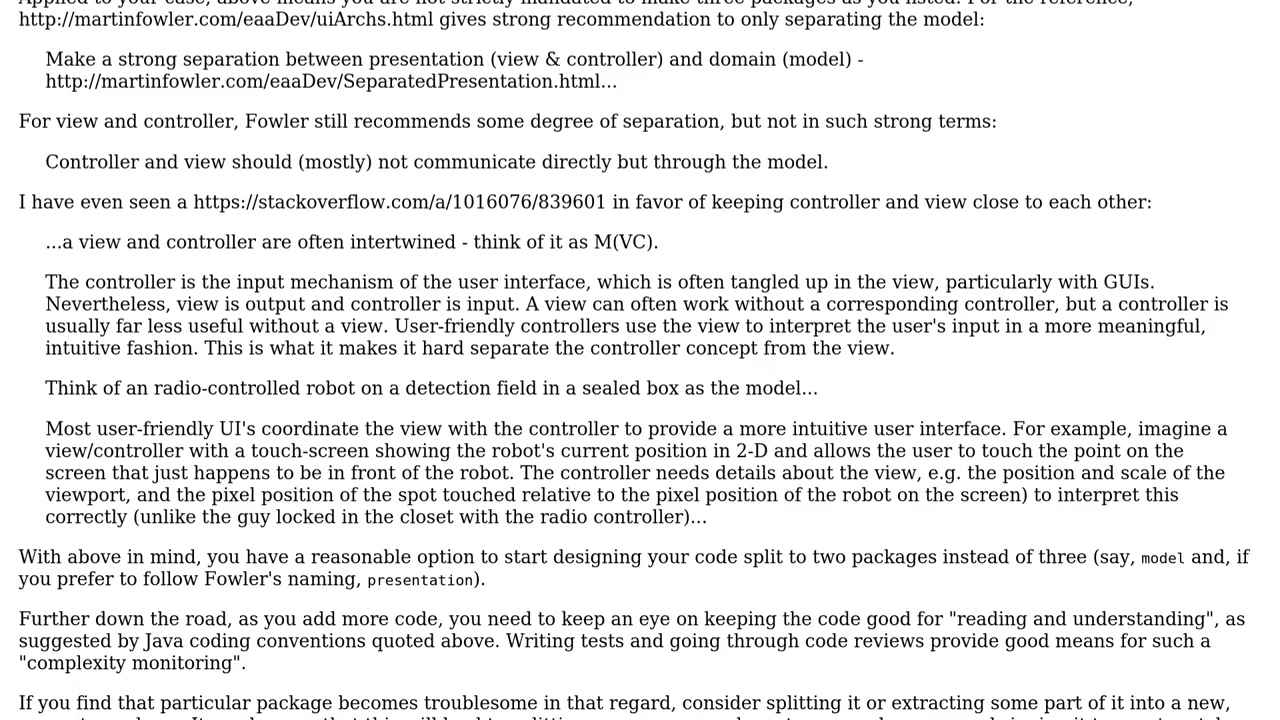 http://martinfowler.com/eaaDev/uiArchs.html gives strong recommendation to only separating the model:
Make a strong separation between presentation (view & controller) and domain (model) -
http://martinfowler.com/eaaDev/SeparatedPresentation.html...
For view and controller, Fowler still recommends some degree of separation, but not in such strong terms:
Controller and view should (mostly) not communicate directly but through the model.
I have even seen a https://stackoverflow.com/a/1016076/839601 in favor of keeping controller and view close to each other:
...a view and controller are often intertwined - think of it as M(VC).
The controller is the input mechanism of the user interface, which is often tangled up in the view, particularly with GUIs.
Nevertheless, view is output and controller is input. A view can often work without a corresponding controller, but a controller is
usually far less useful without a view. User-friendly controllers use the view to interpret the user's input in a more meaningful,
intuitive fashion. This is what it makes it hard separate the controller concept from the view.
Think of an radio-controlled robot on a detection field in a sealed box as the model...
Most user-friendly UI's coordinate the view with the controller to provide a more intuitive user interface. For example, imagine a
view/controller with a touch-screen showing the robot's current position in 2-D and allows the user to touch the point on the
screen that just happens to be in front of the robot. The controller needs details about the view, e.g. the position and scale of the
viewport, and the pixel position of the spot touched relative to the pixel position of the robot on the screen) to interpret this
correctly (unlike the guy locked in the closet with the radio controller)...
With above in mind, you have a reasonable option to start designing your code split to two packages instead of three (say, model and, if
you prefer to follow Fowler's naming, presentation).
Further down the road, as you add more code, you need to keep an eye on keeping the code good for "reading and understanding", as
suggested by Java coding conventions quoted above. Writing tests and going through code reviews provide good means for such a
"complexity monitoring".
If you find that particular package becomes troublesome in that regard, consider splitting it or extracting some part of it into a new,